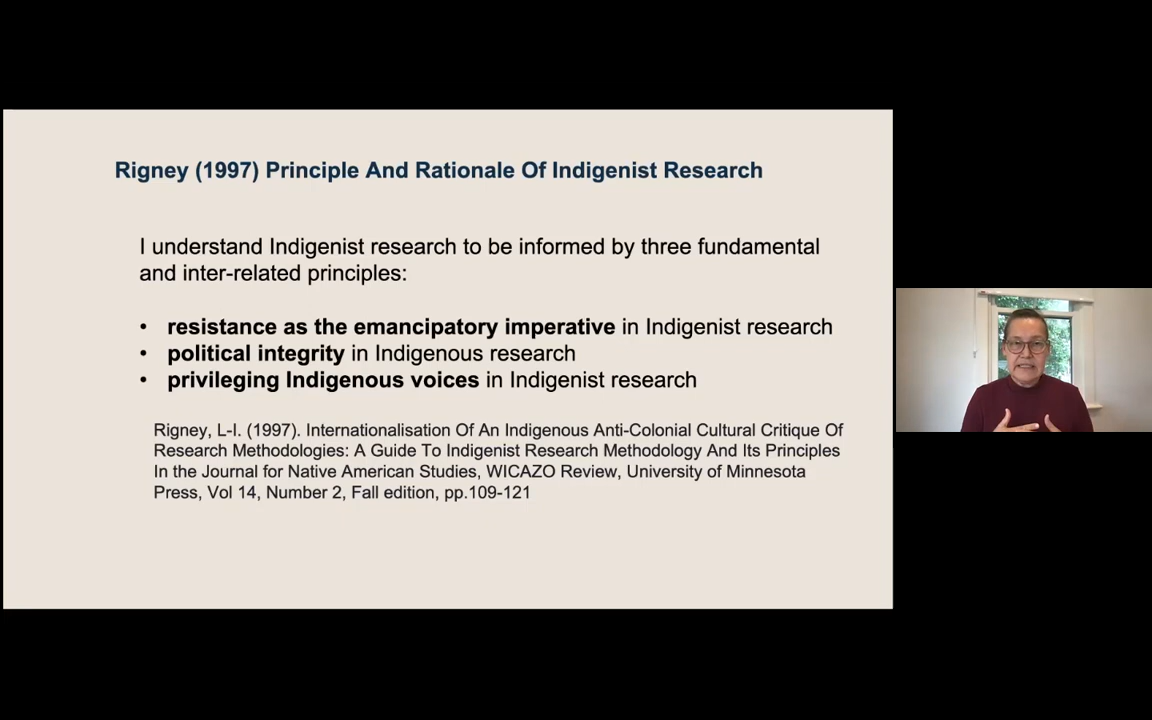 Rigney (1997) Principle And Rationale Of Indigenist Research
I understand Indigenist research to be informed by three fundamental
and inter-related principles:
• resistance as the emancipatory imperative in Indigenist research
• political integrity in Indigenous research
• privileging Indigenous voices in Indigenist research
Rigney, L-I. (1997). Internationalisation Of An Indigenous Anti-Colonial Cultural Critique Of
Research Methodologies: A Guide To Indigenist Research Methodology And Its Principles
In the Journal for Native American Studies, WICAZO Review, University of Minnesota
Press, Vol 14, Number 2, Fall edition, pp.109-121